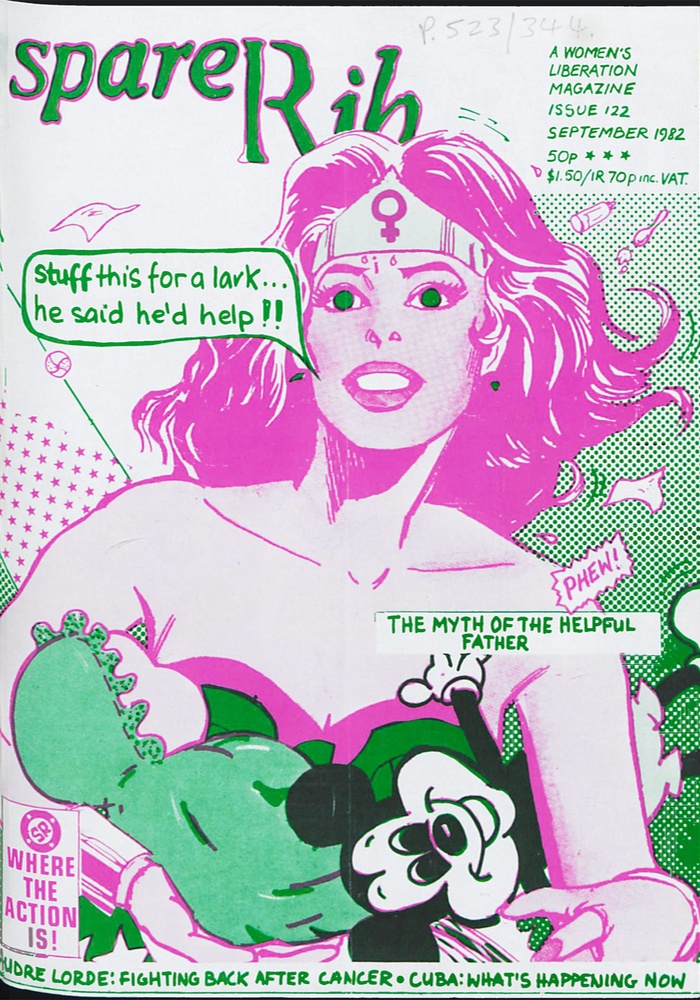 P.523/344.
spare Rib
A WOMEN'S
LIBERATION
MAGAZINE
ISSUE 122
SEPTEMBER 1982
50p ★ ★ ★
$1.50/IR 70p inc. VAT.
stuff this for a lark...
he said he'd help !!
PHEW!
THE MYTH OF THE HELPFUL
FATHER
SR
WHERE
THE
ACTION
IS!
AUDRE LORDE: FIGHTING BACK AFTER CANCER • CUBA: WHAT'S HAPPENING NOW